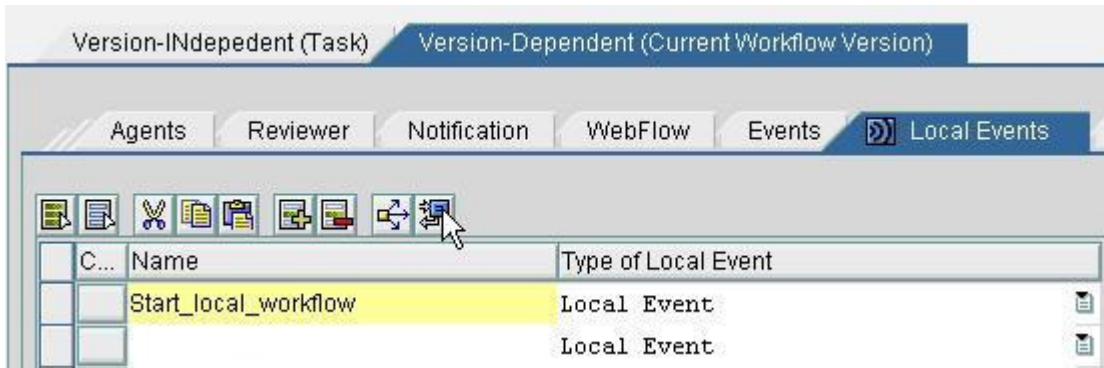 Version-INdepedent (Task) Version-Dependent (Current Workflow Version)
Agents Reviewer Notification WebFlow Events Local Events
C... Name Type of Local Event
Start_local_workflow Local Event
Local Event